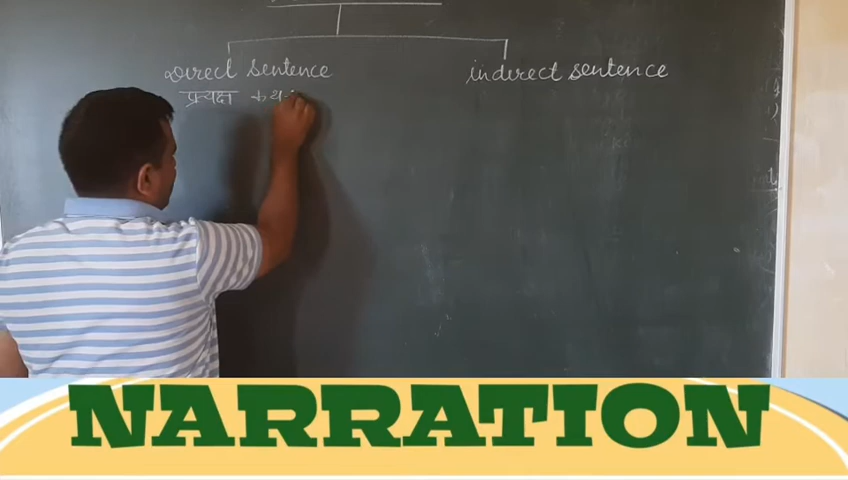 Direct Sentence
indirect sentence
प्रत्यक्ष
NARRATION